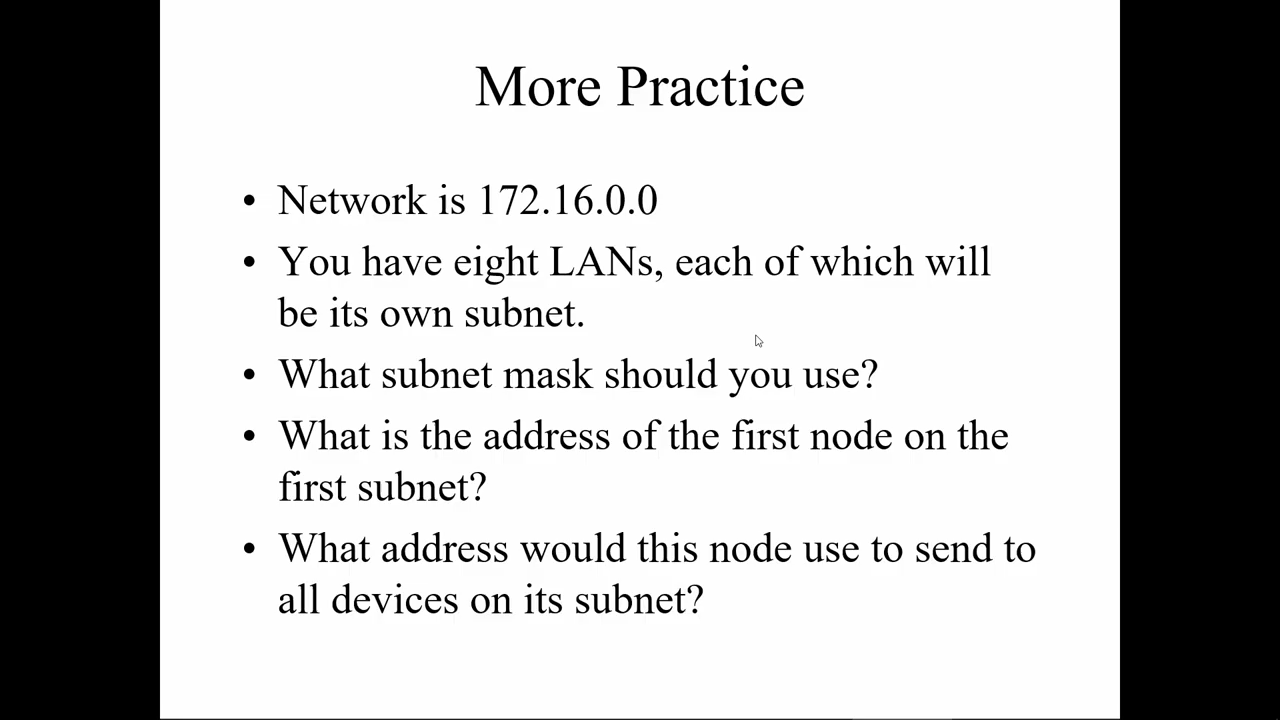 More Practice
• Network is 172.16.0.0
• You have eight LANs, each of which will
be its own subnet.
• What subnet mask should you use?
• What is the address of the first node on the
first subnet?
• What address would this node use to send to
all devices on its subnet?